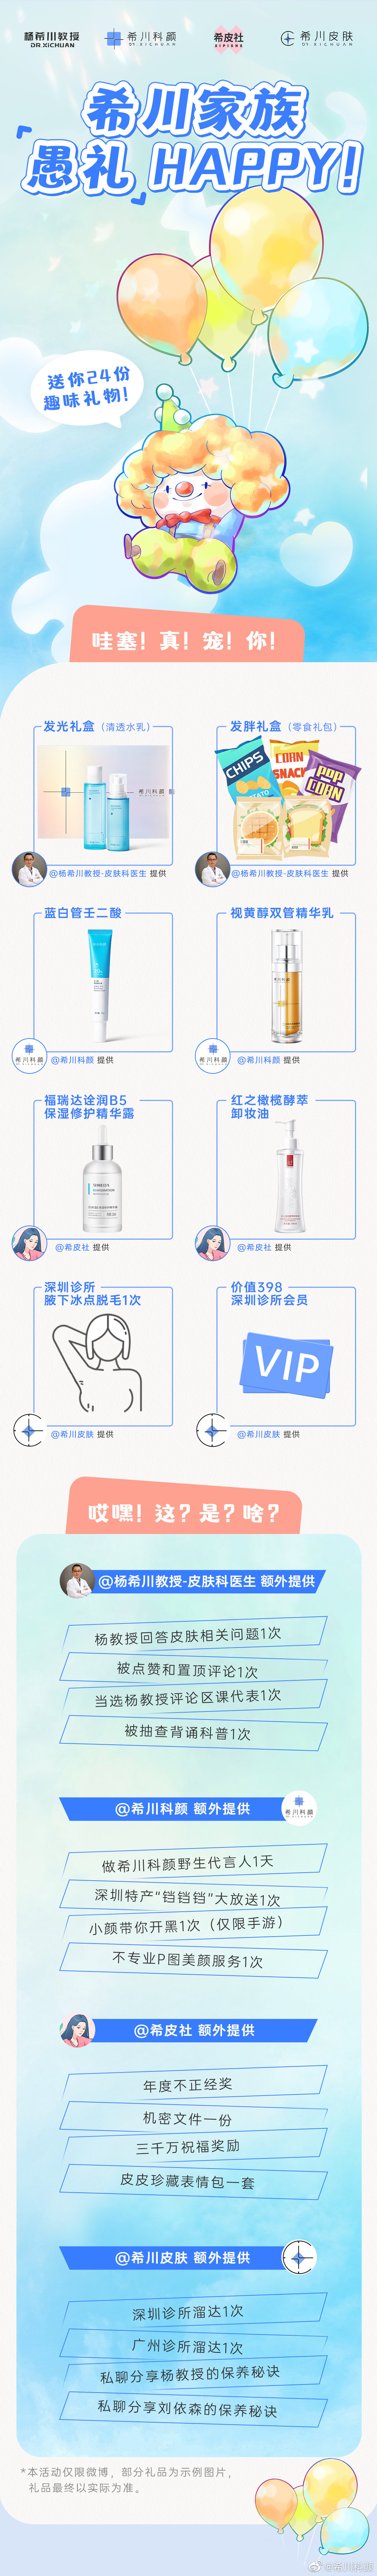 杨希川教授
DR.XICHUAN
希川科颜
DR.XICHUAN
希皮社
XIPISHE
希川皮肤
DR.XICHUAN
希川家族
愚礼 HAPPY!
送你24份
趣味礼物!
哇塞! 真! 宠! 你!
发光礼盒（清透水乳）
发胖礼盒（零食礼包）
希川科颜
CHIPS
POTATO
CORN
SNACK
POP
CORN
@杨希川教授-皮肤科医生 提供
@杨希川教授-皮肤科医生 提供
蓝白管壬二酸
视黄醇双管精华乳
希川科颜
@希川科颜 提供
希川科颜
@希川科颜 提供
福瑞达诠润B5
保湿修护精华露
红之橄榄酵萃
卸妆油
@希皮社 提供
@希皮社 提供
深圳诊所
腋下冰点脱毛1次
价值398
深圳诊所会员
VIP
@希川皮肤 提供
@希川皮肤 提供
哎嘿! 这? 是? 啥?
@杨希川教授-皮肤科医生 额外提供
杨教授回答皮肤相关问题1次
被点赞和置顶评论1次
当选杨教授评论区课代表1次
被抽查背诵科普1次
@希川科颜 额外提供
希川科颜
做希川科颜野生代言人1天
深圳特产“铛铛铛”大放送1次
小颜带你开黑1次（仅限手游）
不专业P图美颜服务1次
@希皮社 额外提供
年度不正经奖
机密文件一份
三千万祝福奖励
皮皮珍藏表情包一套
@希川皮肤 额外提供
深圳诊所溜达1次
广州诊所溜达1次
私聊分享杨教授的保养秘诀
私聊分享刘依森的保养秘诀
*本活动仅限微博，部分礼品为示例图片，
礼品最终以实际为准。
@希川科颜